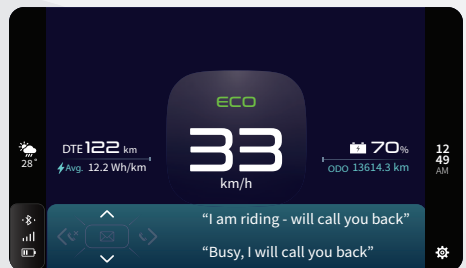 ECO
33
km/h
DTE 122 km
Avg. 12.2 Wh/km
70%
ODO 13614.3 km
28°
12
49
AM
“I am riding - will call you back”
“Busy, I will call you back”